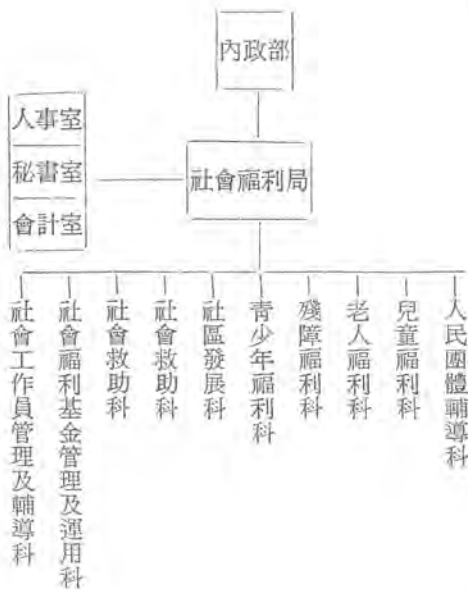 內政部
人事室
秘書室
會計室
社會福利局
社會工作員管理及輔導科
社會福利基金管理及運用科
社會救助科
社會救助科
社區發展科
青少年福利科
殘障福利科
老人福利科
兒童福利科
人民團體輔導科